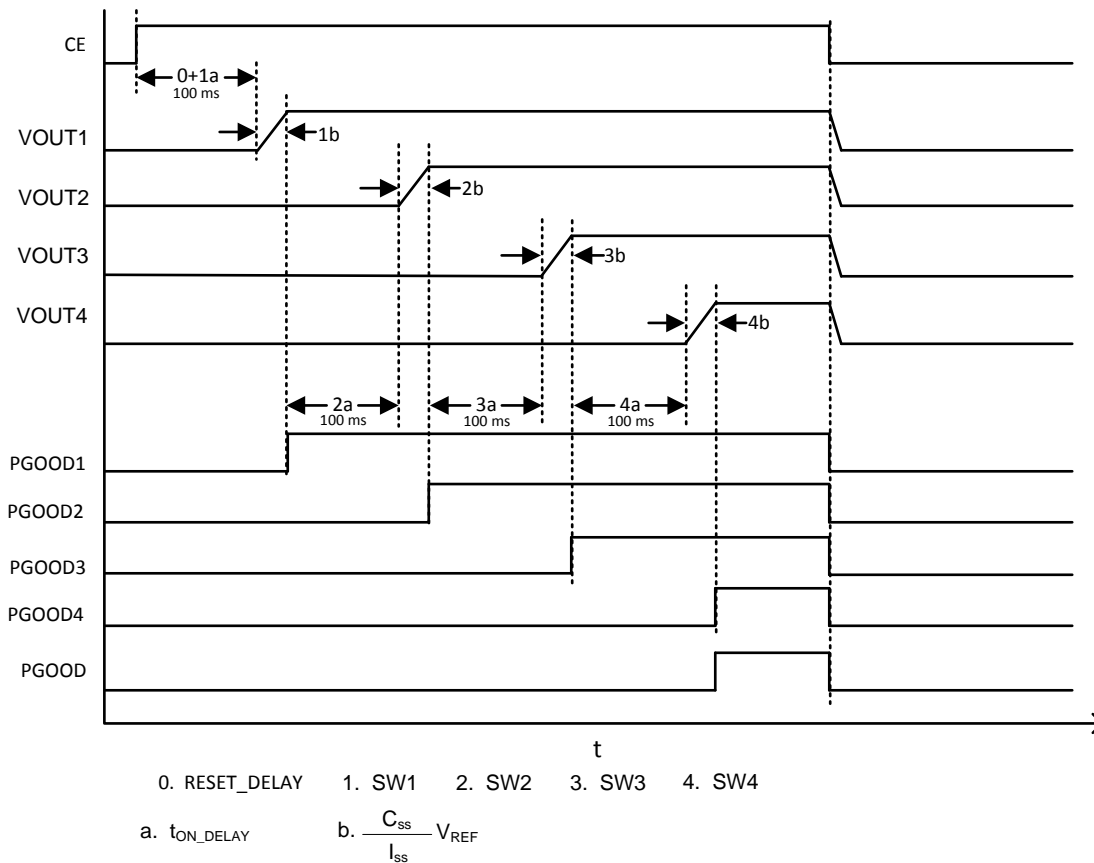 CE
0+1a
100 ms
VOUT1
1b
VOUT2
2b
VOUT3
3b
VOUT4
4b
2a
100 ms
3a
100 ms
4a
100 ms
PGOOD1
PGOOD2
PGOOD3
PGOOD4
PGOOD
t
0. RESET_DELAY 1. SW1 2. SW2 3. SW3 4. SW4
a. tON_DELAY b. Css
Iss
VREF